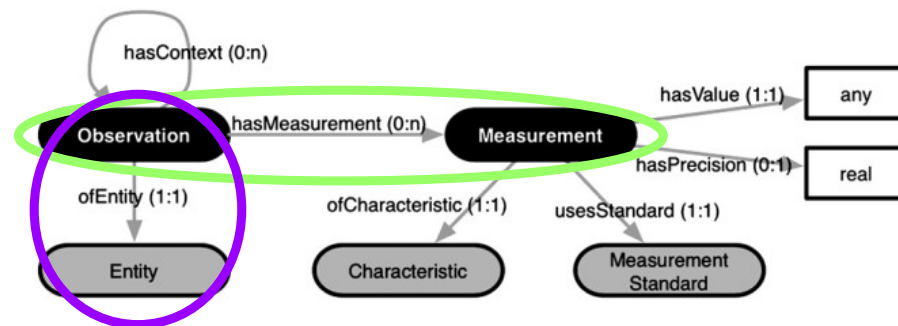 hasContext (0:n)
hasValue (1:1)
any
Observation
hasMeasurement (0:n)
Measurement
hasPrecision (0:1)
real
ofEntity (1:1)
ofCharacteristic (1:1)
usesStandard (1:1)
Entity
Characteristic
Measurement
Standard